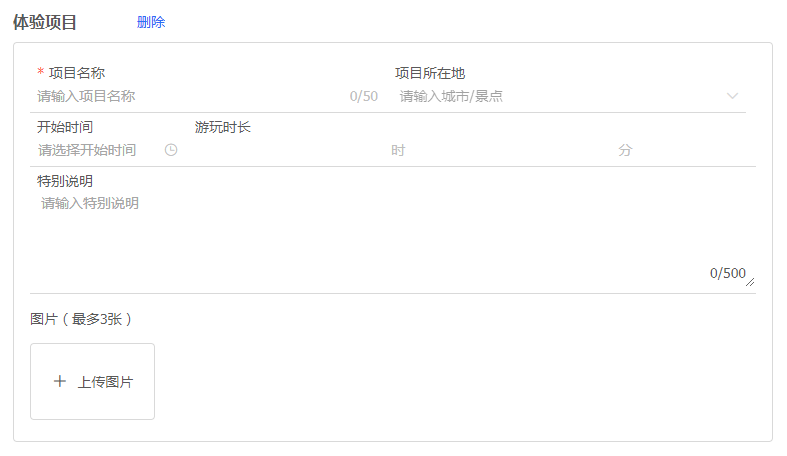 体验项目 删除
* 项目名称 项目所在地
请输入项目名称 0/50 请输入城市/景点
开始时间 游玩时长
请选择开始时间 时 分
特别说明
请输入特别说明
0/500
图片（最多3张）
+ 上传图片